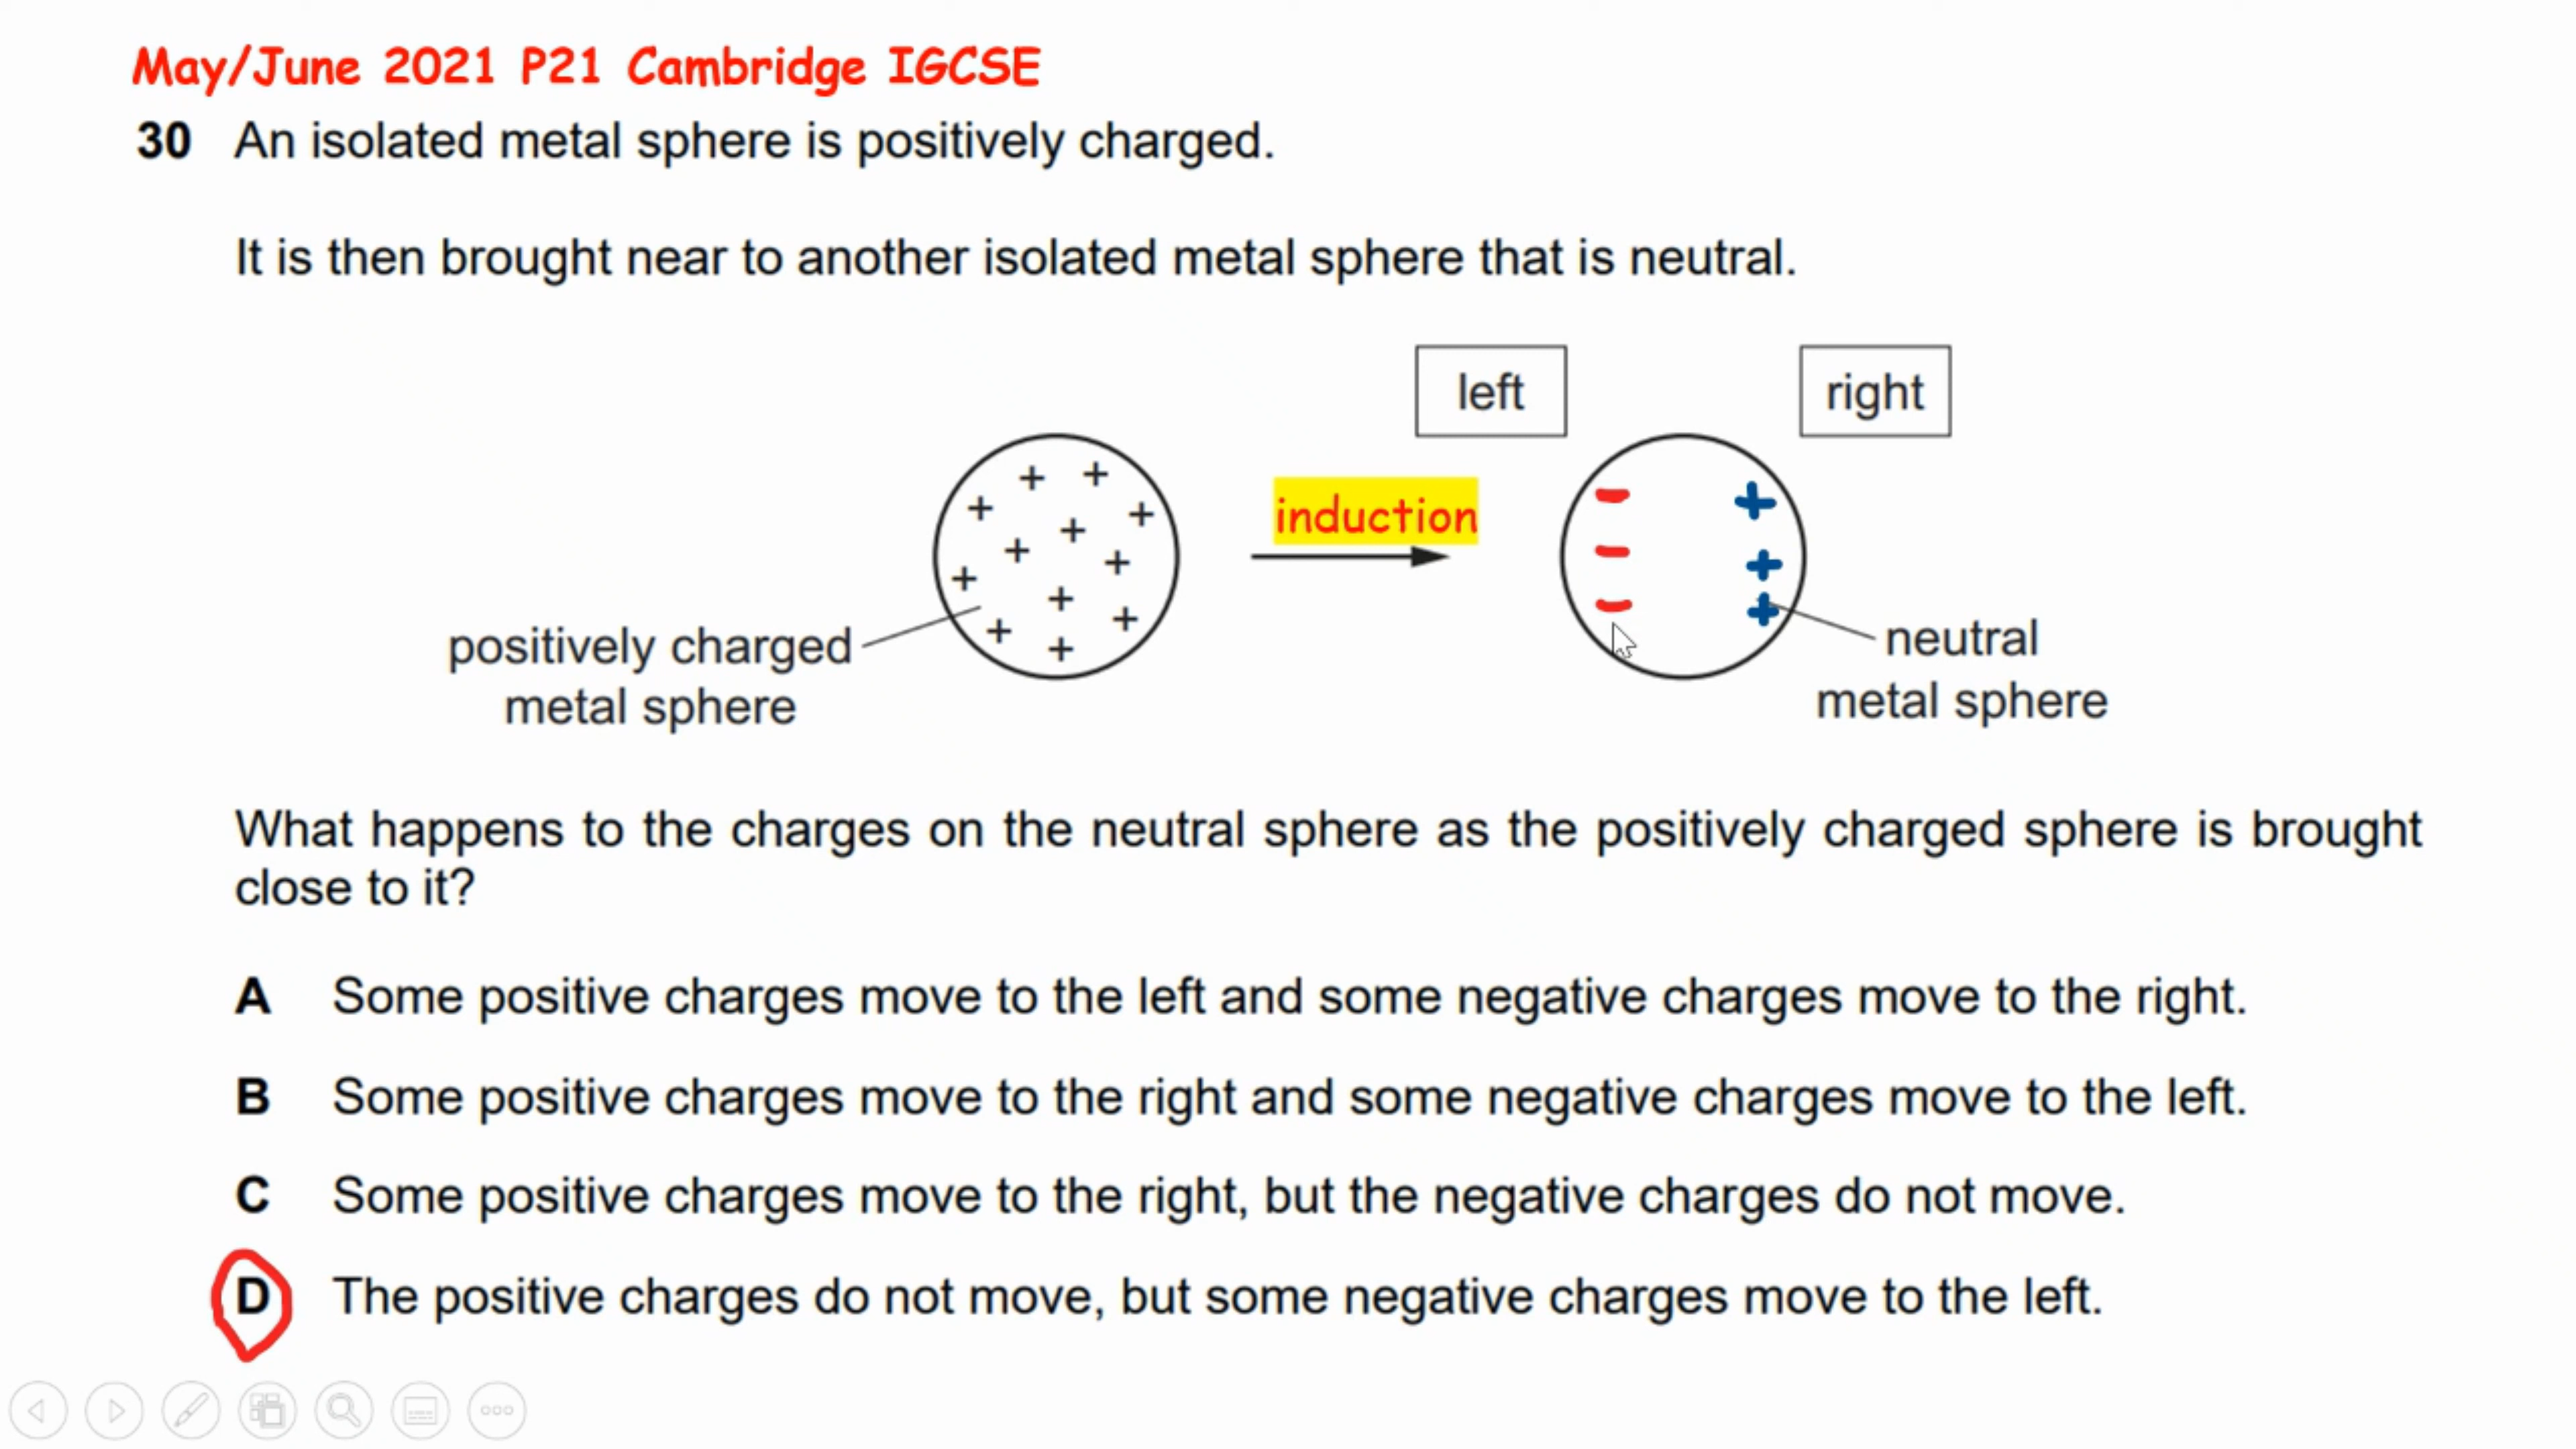 May/June 2021 P21 Cambridge IGCSE
30 An isolated metal sphere is positively charged.
It is then brought near to another isolated metal sphere that is neutral.
left
right
induction
positively charged
metal sphere
neutral
metal sphere
What happens to the charges on the neutral sphere as the positively charged sphere is brought
close to it?
A Some positive charges move to the left and some negative charges move to the right.
B Some positive charges move to the right and some negative charges move to the left.
C Some positive charges move to the right, but the negative charges do not move.
D The positive charges do not move, but some negative charges move to the left.